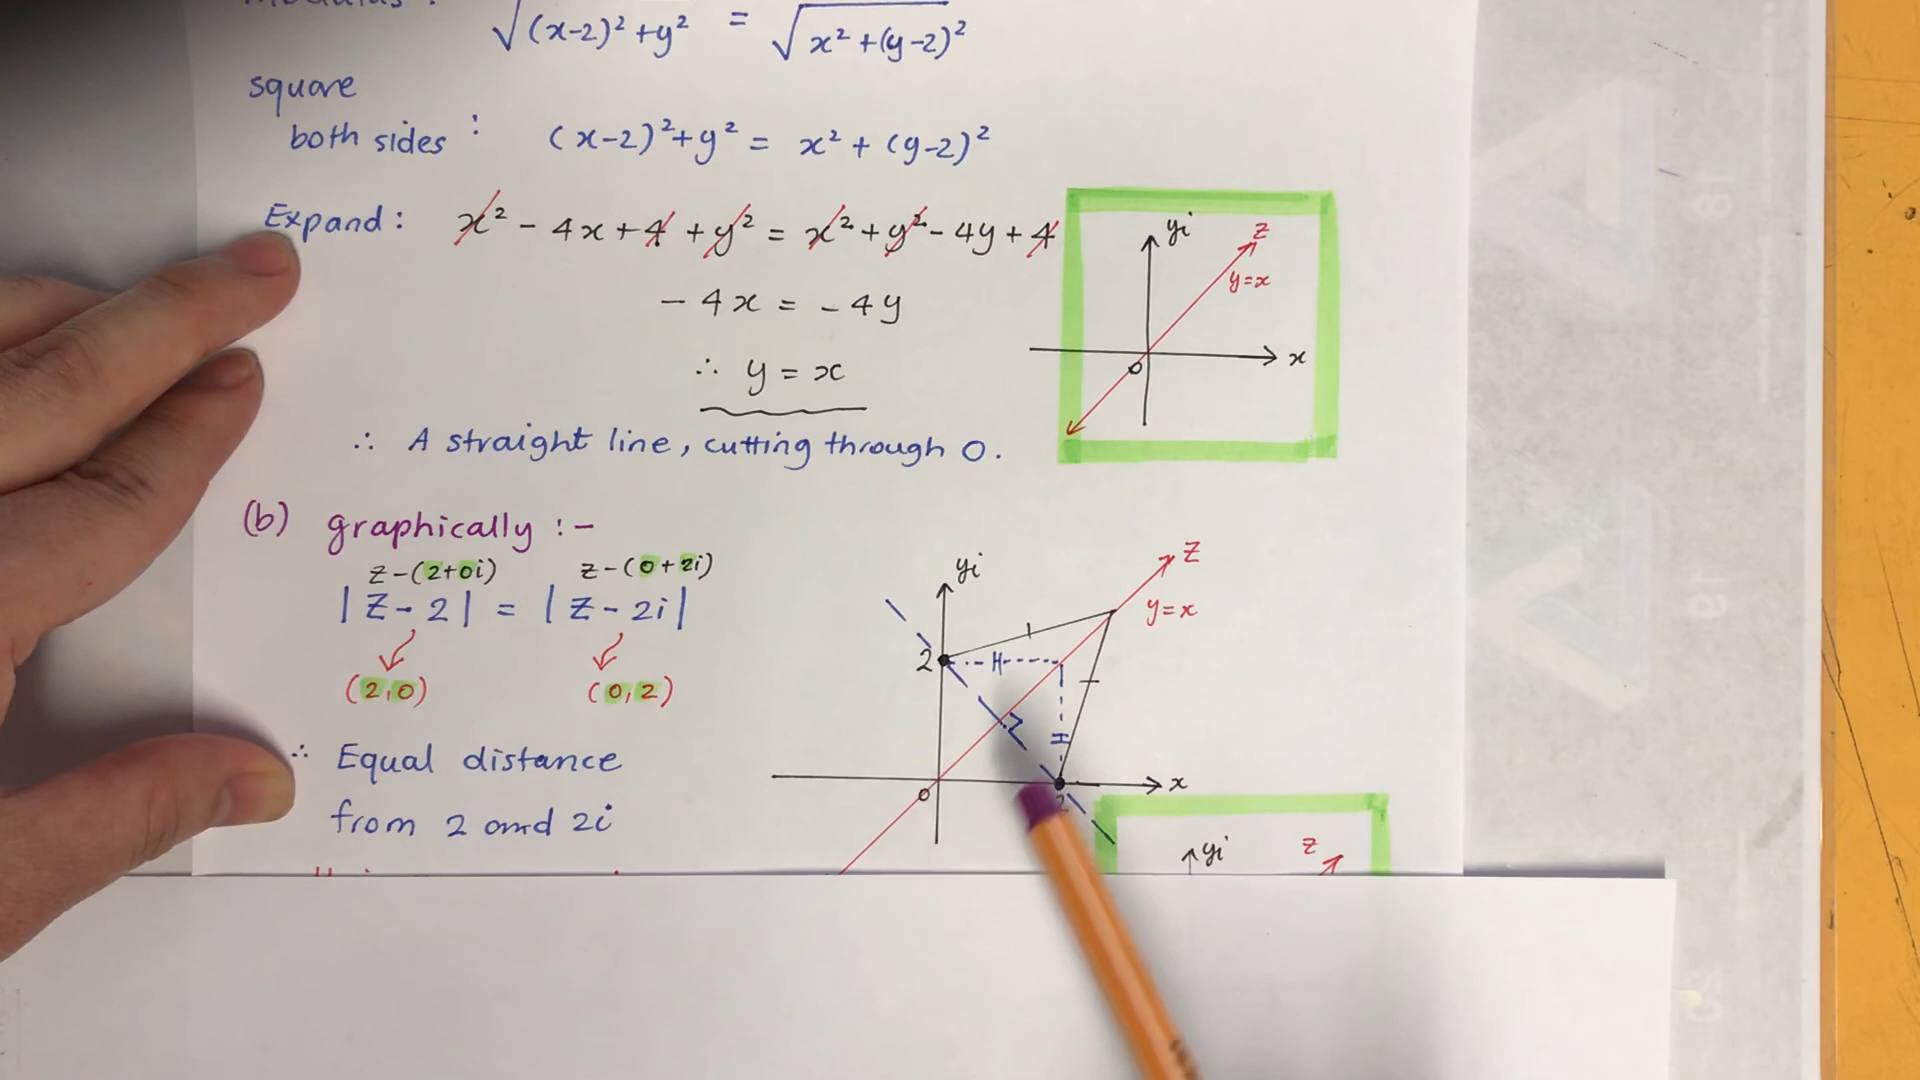 √(x-2)² + y² = √x² + (y-2)²
square
both sides : (x-2)² + y² = x² + (y-2)²
Expand : x² - 4x + 4 + y² = x² + y² - 4y + 4
- 4x = - 4y
∴ y = x
∴ A straight line, cutting through O.
yi
z
y=x
x
O
(b) graphically :-
z-(2+0i) z-(0+2i)
|z-2| = |z-2i|
(2,0) (0,2)
∴ Equal distance
from 2 and 2i
yi
z
y=x
2
x
O
2
yi
z